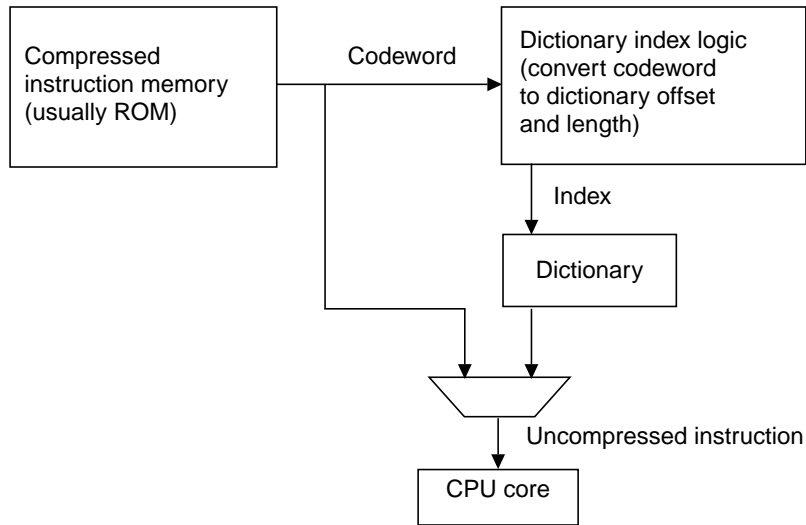 Compressed
instruction memory
(usually ROM)
Codeword
Dictionary index logic
(convert codeword
to dictionary offset
and length)
Index
Dictionary
Uncompressed instruction
CPU core